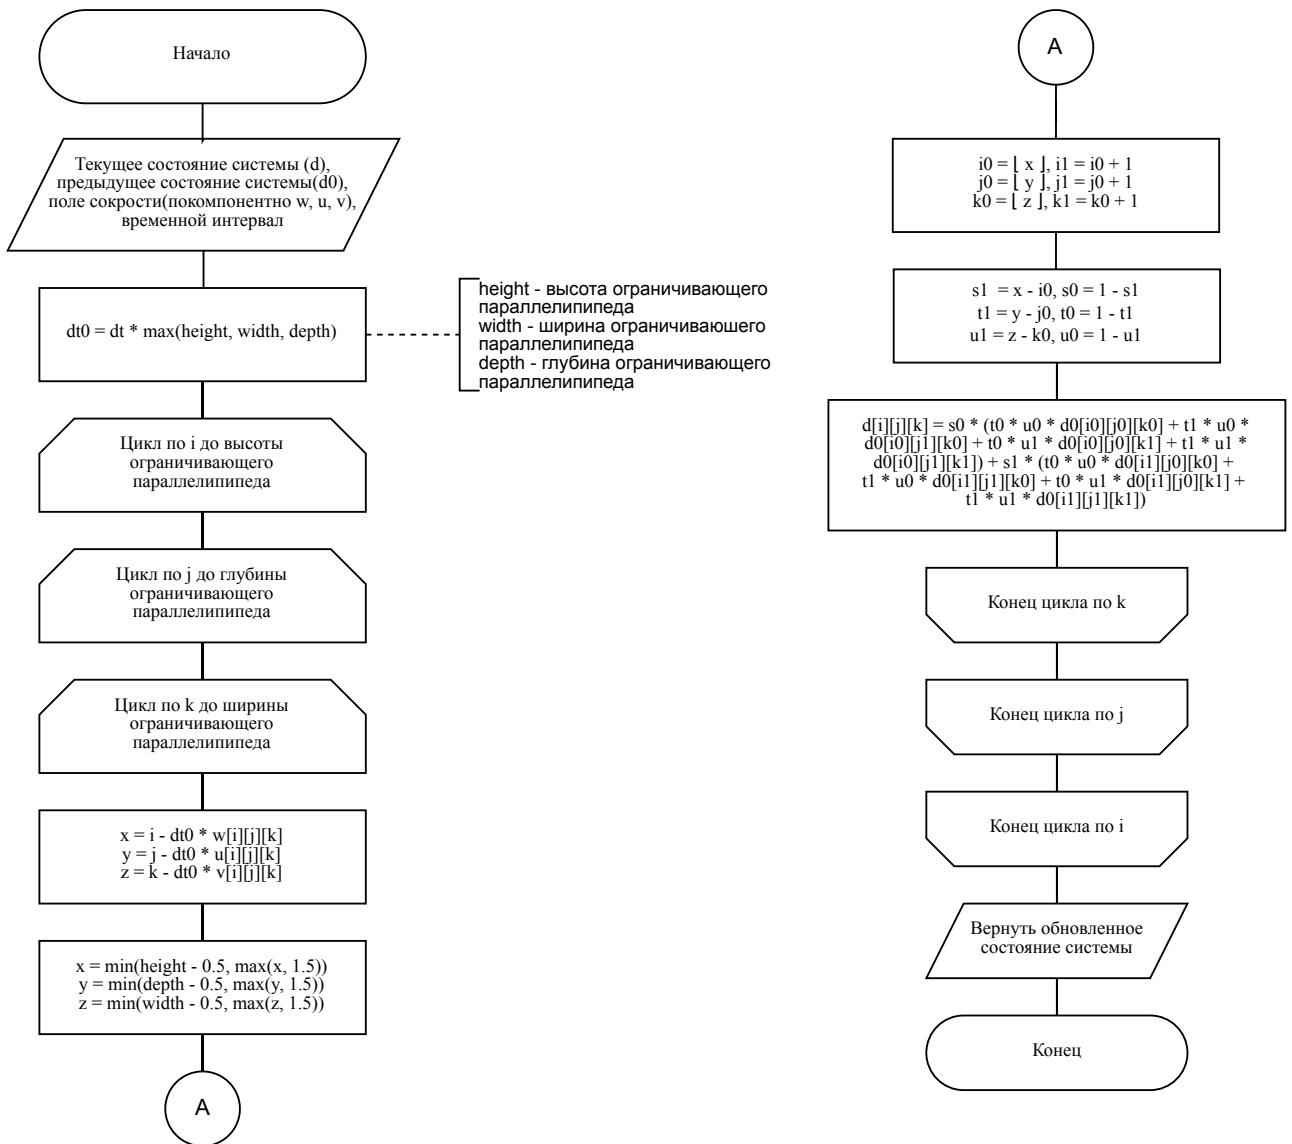 Начало
Текущее состояние системы (d),
предыдущее состояние системы(d0),
поле сокрости(покомпонентно w, u, v),
временной интервал
dt0 = dt * max(height, width, depth)
height - высота ограничивающего
параллелипипеда
width - ширина ограничиваюшего
параллелипипеда
depth - глубина ограничивающего
параллелипипеда
Цикл по i до высоты
ограничивающего
параллелипипеда
Цикл по j до глубины
ограничивающего
параллелипипеда
Цикл по k до ширины
ограничивающего
параллелипипеда
x = i - dt0 * w[i][j][k]
y = j - dt0 * u[i][j][k]
z = k - dt0 * v[i][j][k]
x = min(height - 0.5, max(x, 1.5))
y = min(depth - 0.5, max(y, 1.5))
z = min(width - 0.5, max(z, 1.5))
A
A
i0 = ⌊ x ⌋, i1 = i0 + 1
j0 = ⌊ y ⌋, j1 = j0 + 1
k0 = ⌊ z ⌋, k1 = k0 + 1
s1 = x - i0, s0 = 1 - s1
t1 = y - j0, t0 = 1 - t1
u1 = z - k0, u0 = 1 - u1
d[i][j][k] = s0 * (t0 * u0 * d0[i0][j0][k0] + t1 * u0 *
d0[i0][j1][k0] + t0 * u1 * d0[i0][j0][k1] + t1 * u1 *
d0[i0][j1][k1]) + s1 * (t0 * u0 * d0[i1][j0][k0] +
t1 * u0 * d0[i1][j1][k0] + t0 * u1 * d0[i1][j0][k1] +
t1 * u1 * d0[i1][j1][k1])
Конец цикла по k
Конец цикла по j
Конец цикла по i
Вернуть обновленное
состояние системы
Конец